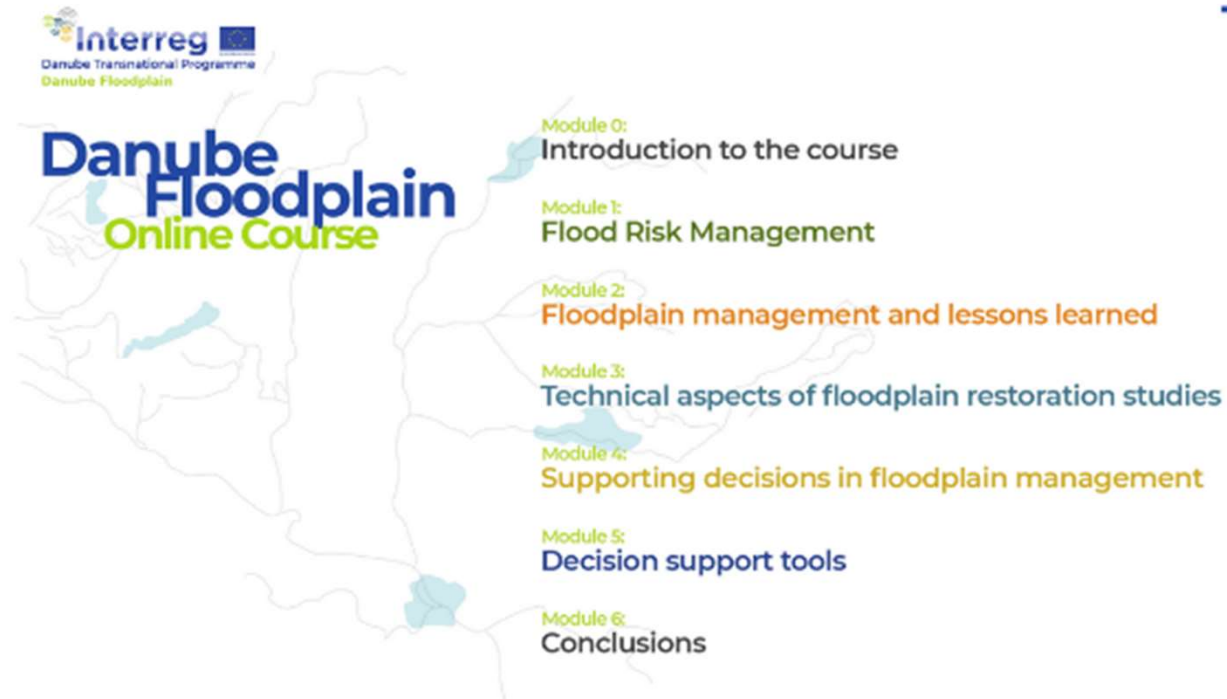 Interreg
Danube Transnational Programme
Danube Floodplain
Danube
Floodplain
Online Course
Module 0:
Introduction to the course
Module 1:
Flood Risk Management
Module 2:
Floodplain management and lessons learned
Module 3:
Technical aspects of floodplain restoration studies
Module 4:
Supporting decisions in floodplain management
Module 5:
Decision support tools
Module 6:
Conclusions